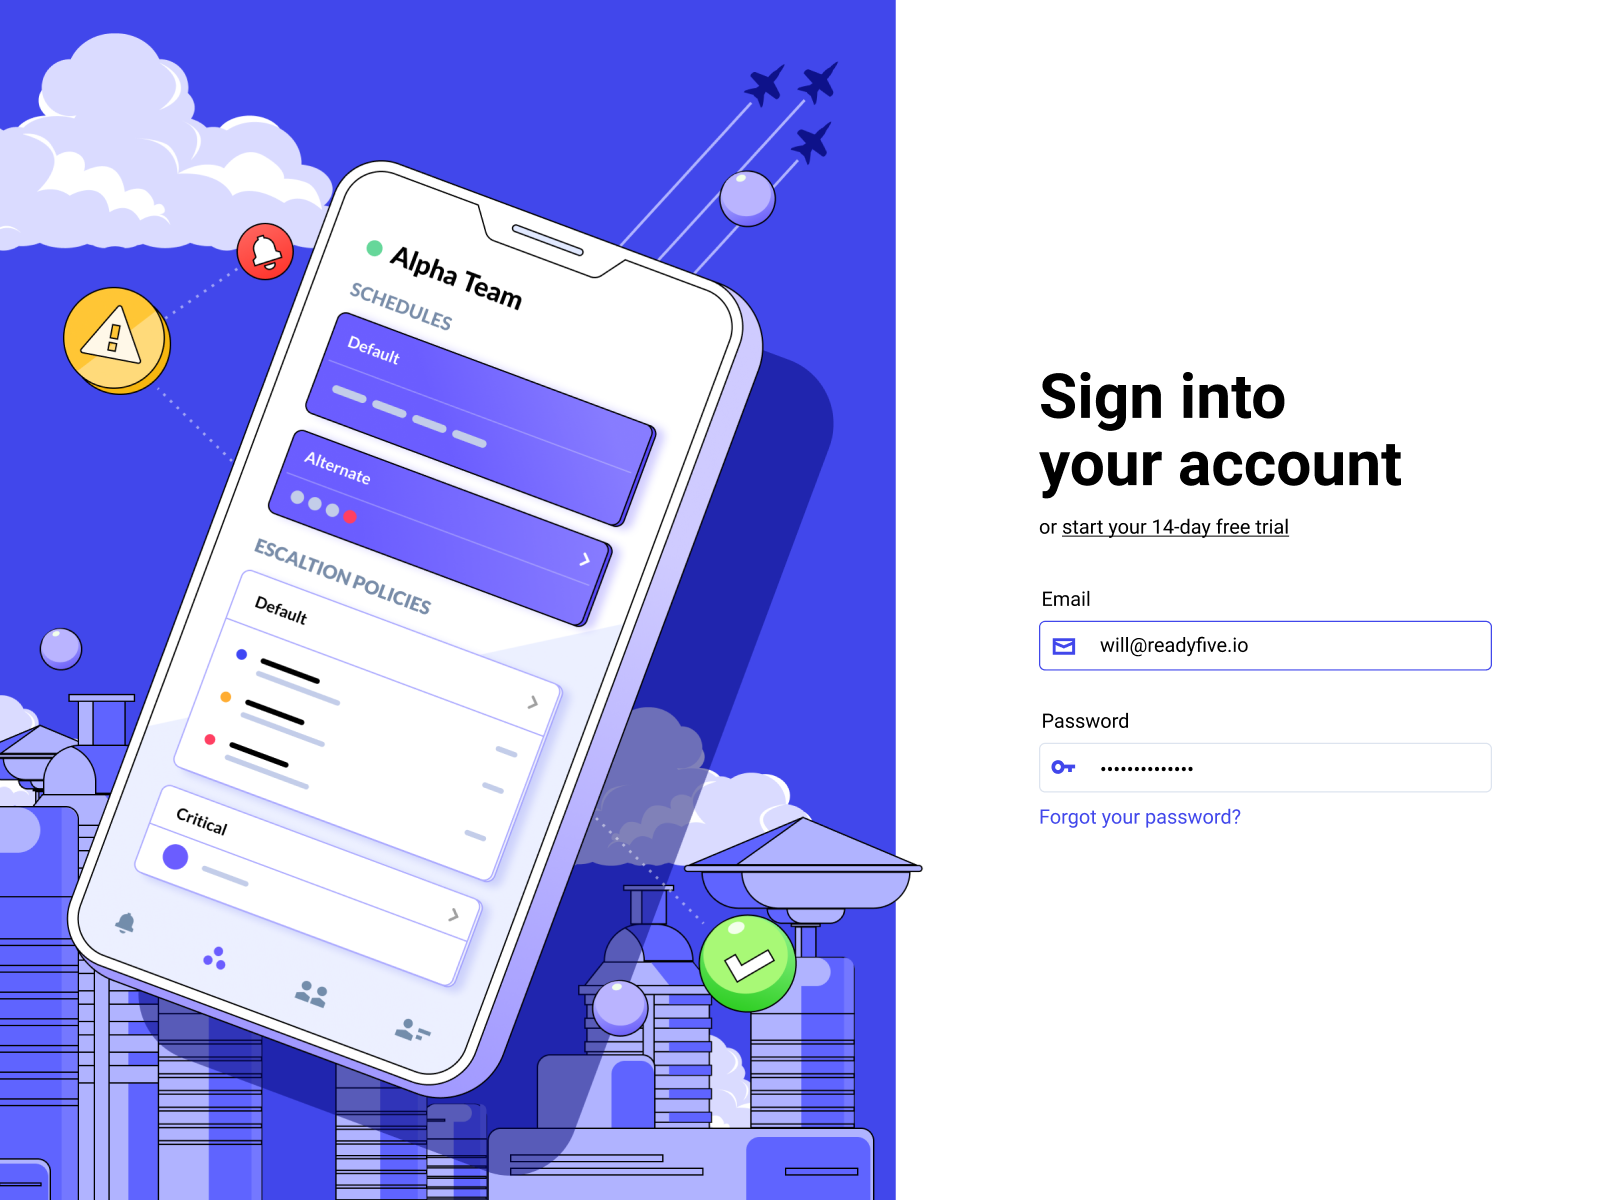 Alpha Team
SCHEDULES
Default
Alternate
ESCALTION POLICIES
Default
Critical
Sign into
your account
or start your 14-day free trial
Email
will@readyfive.io
Password
••••••••••••••
Forgot your password?